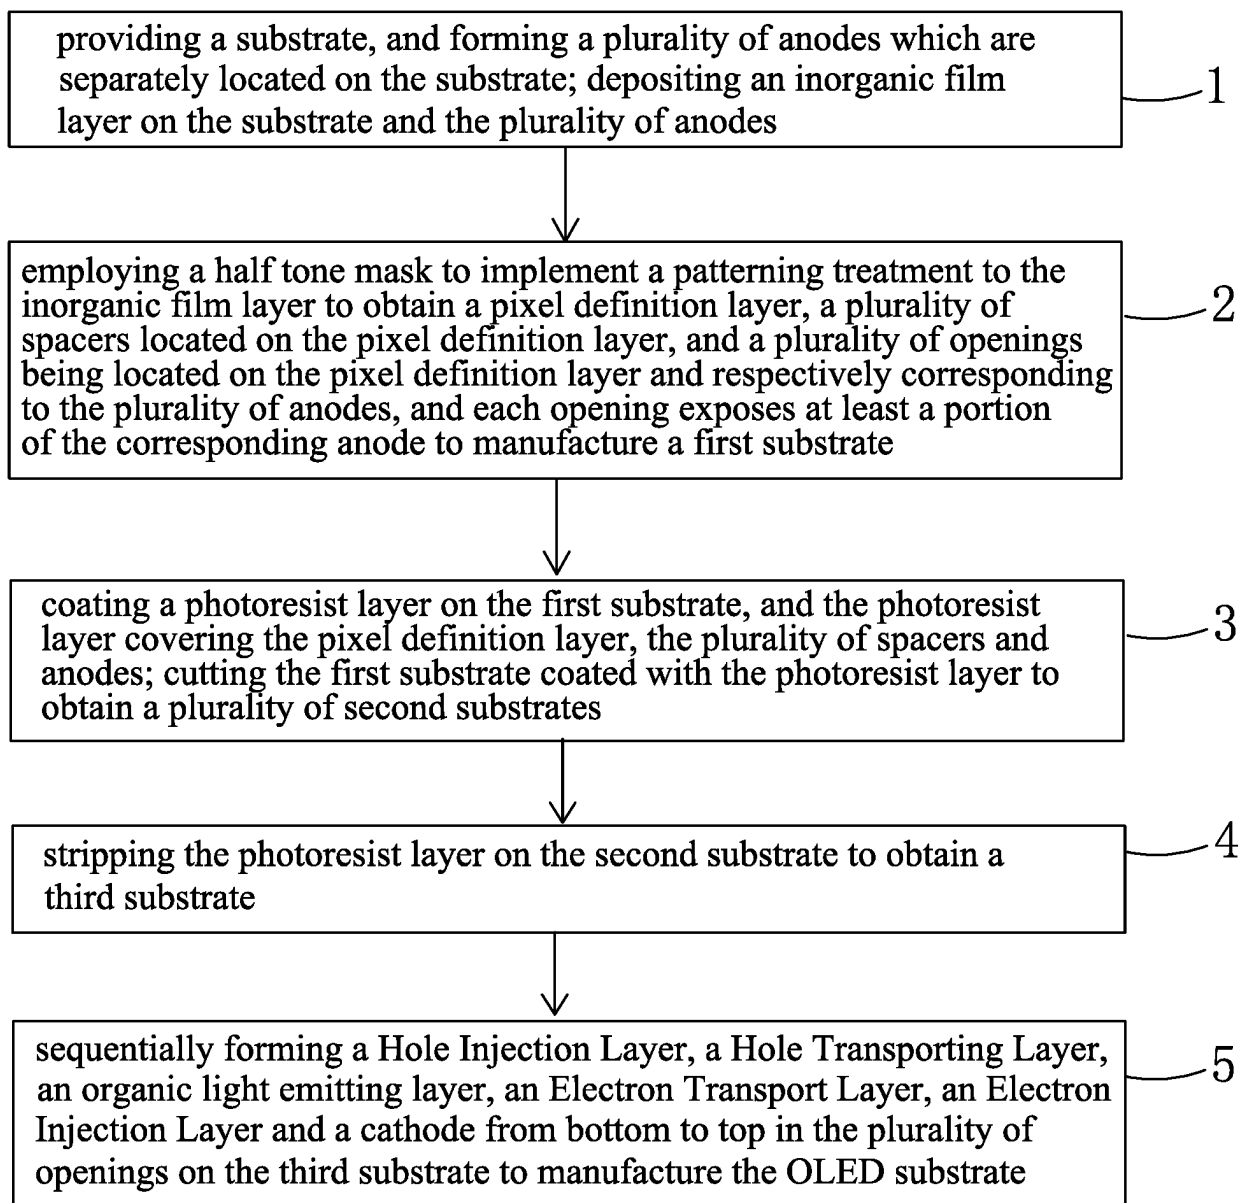 providing a substrate, and forming a plurality of anodes which are
separately located on the substrate; depositing an inorganic film
layer on the substrate and the plurality of anodes
1
employing a half tone mask to implement a patterning treatment to the
inorganic film layer to obtain a pixel definition layer, a plurality of
spacers located on the pixel definition layer, and a plurality of openings
being located on the pixel definition layer and respectively corresponding
to the plurality of anodes, and each opening exposes at least a portion
of the corresponding anode to manufacture a first substrate
2
coating a photoresist layer on the first substrate, and the photoresist
layer covering the pixel definition layer, the plurality of spacers and
anodes; cutting the first substrate coated with the photoresist layer to
obtain a plurality of second substrates
3
stripping the photoresist layer on the second substrate to obtain a
third substrate
4
sequentially forming a Hole Injection Layer, a Hole Transporting Layer,
an organic light emitting layer, an Electron Transport Layer, an Electron
Injection Layer and a cathode from bottom to top in the plurality of
openings on the third substrate to manufacture the OLED substrate
5